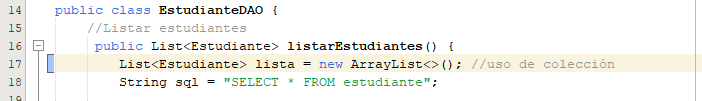 14 public class EstudianteDAO {
15 //Listar estudiantes
16 public List<Estudiante> listarEstudiantes() {
17 List<Estudiante> lista = new ArrayList<>(); //uso de colección
18 String sql = "SELECT * FROM estudiante";
19